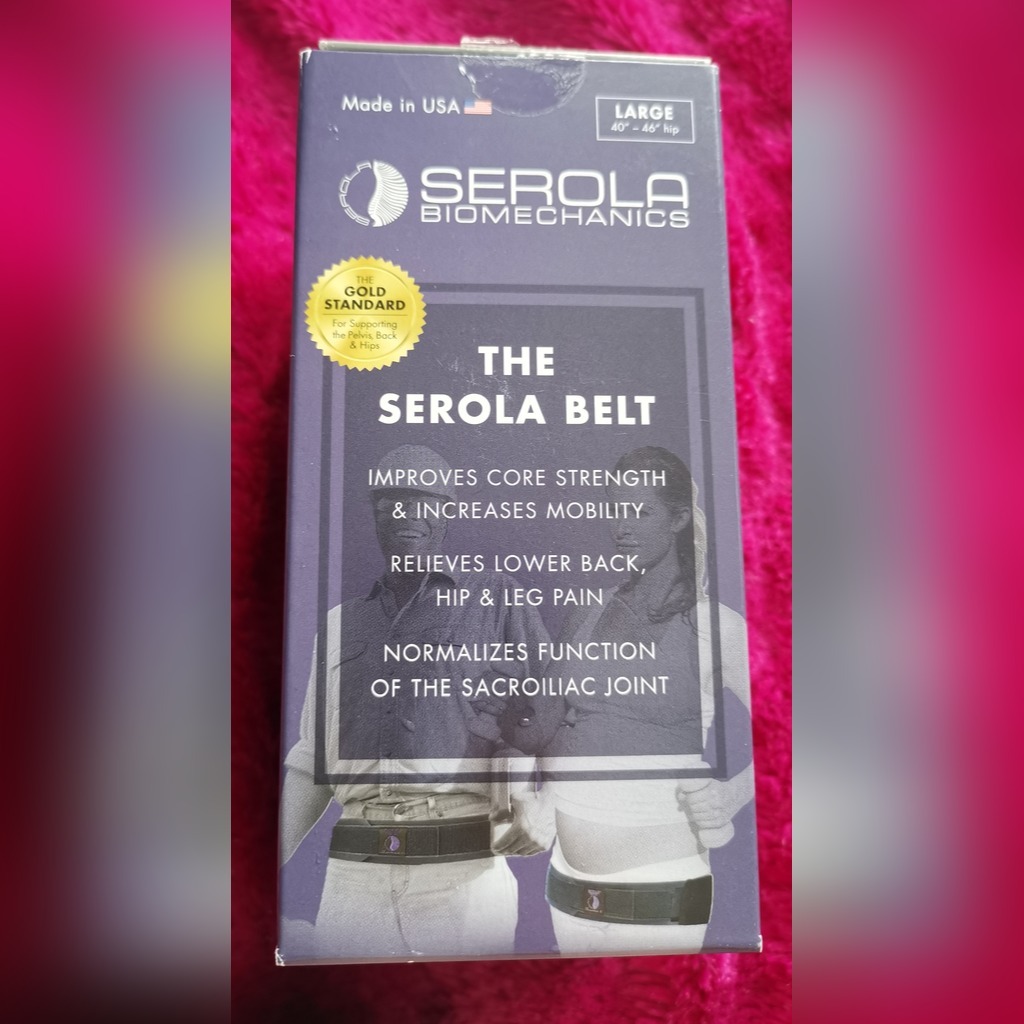 Made in USA
LARGE
40" - 46" hip
SEROLA
SEROLA
BIOMECHANICS
THE
GOLD
STANDARD
For Supporting
the Pelvis, Back
& Hips
THE
SEROLA BELT
IMPROVES CORE STRENGTH
& INCREASES MOBILITY
RELIEVES LOWER BACK,
HIP & LEG PAIN
NORMALIZES FUNCTION
OF THE SACROILIAC JOINT